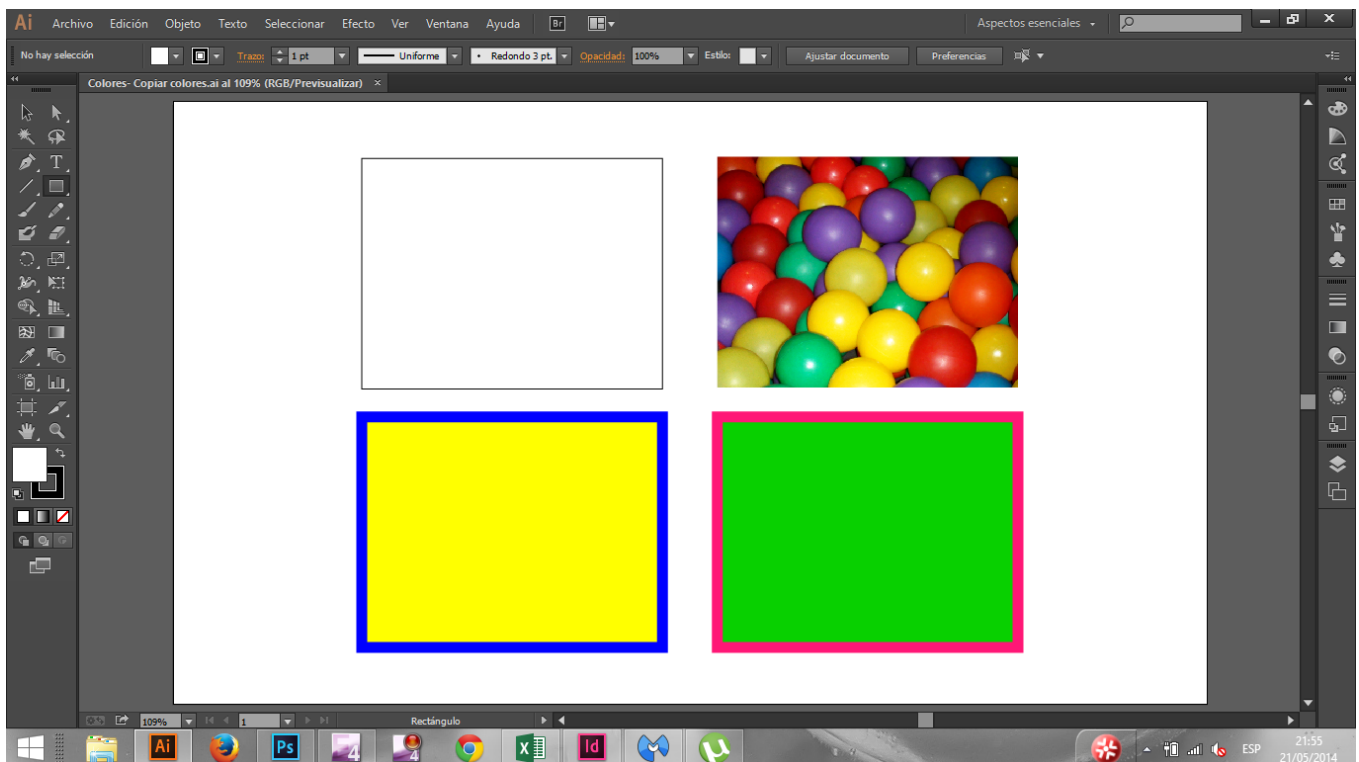 Ai Archivo Edición Objeto Texto Seleccionar Efecto Ver Ventana Ayuda Br Aspectos esenciales
No hay selección Trazo: 1 pt Uniforme Redondo 3 pt. Opacidad: 100% Estilo: Ajustar documento Preferencias
Colores- Copiar colores.ai al 109% (RGB/Previsualizar) ×
T
109% 1 Rectángulo
Ai Ps 4 4 X Id µ ESP 21:55
21/05/2014